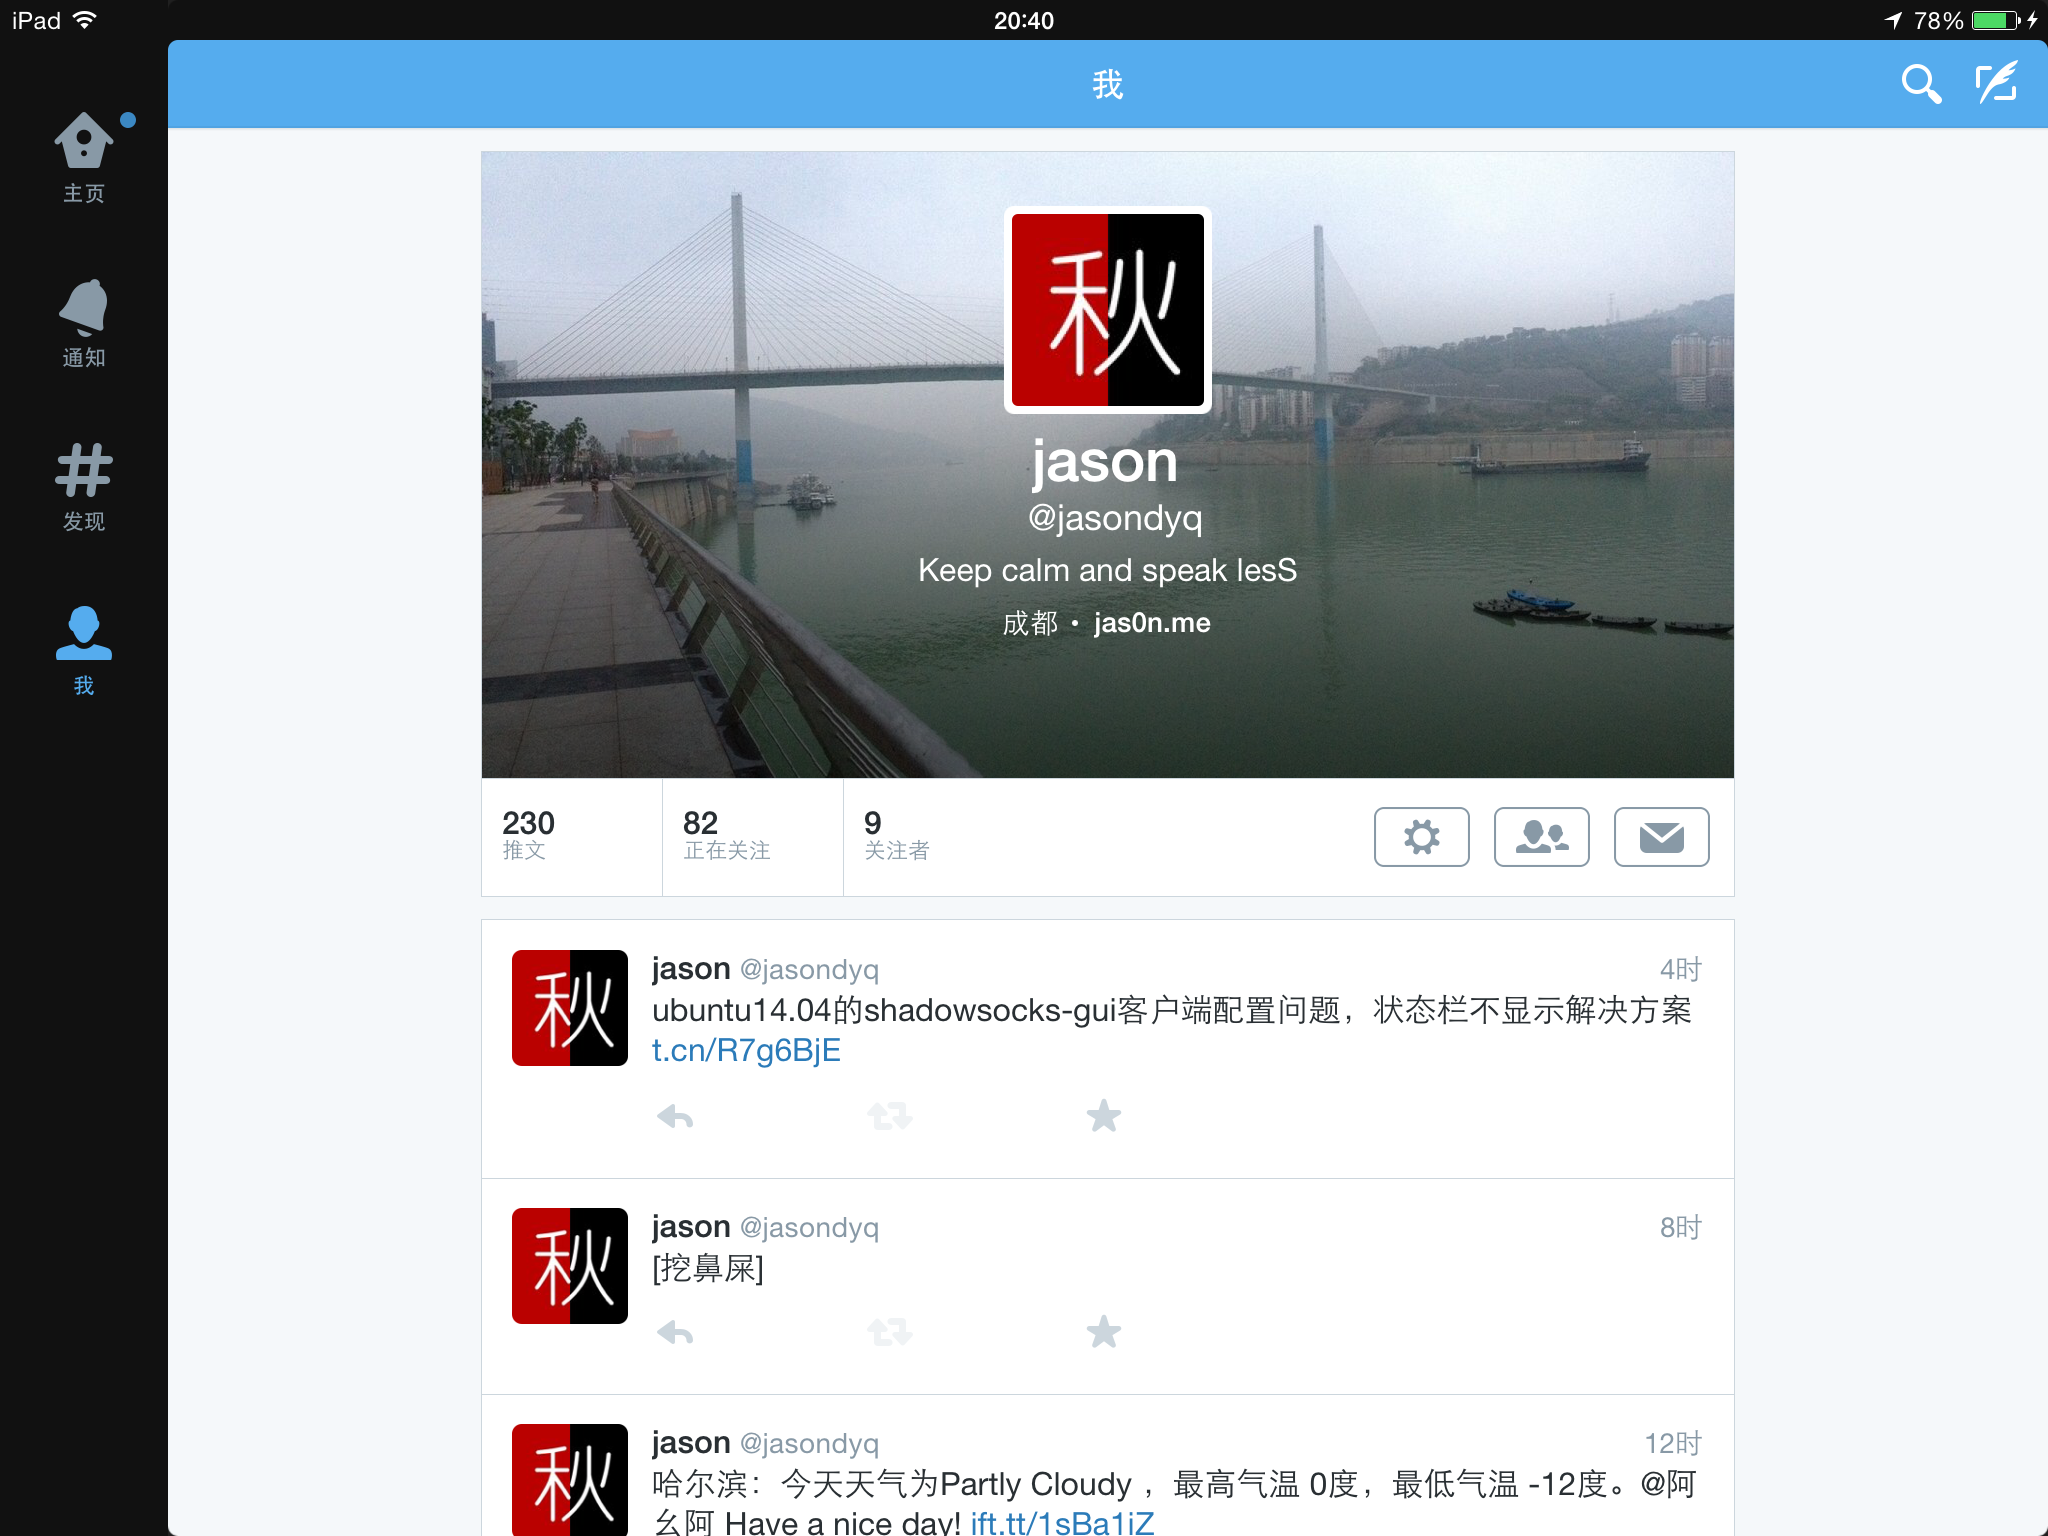 iPad
20:40
78%
我
主页
通知
发现
我
秋
jason
@jasondyq
Keep calm and speak lesS
成都 • jas0n.me
230
推文
82
正在关注
9
关注者
秋
jason @jasondyq
4时
ubuntu14.04的shadowsocks-gui客户端配置问题，状态栏不显示解决方案
t.cn/R7g6BjE
秋
jason @jasondyq
8时
[挖鼻屎]
秋
jason @jasondyq
12时
哈尔滨：今天天气为Partly Cloudy ，最高气温 0度，最低气温 -12度。@阿
幺阿 Have a nice day! ift.tt/1sBa1iZ